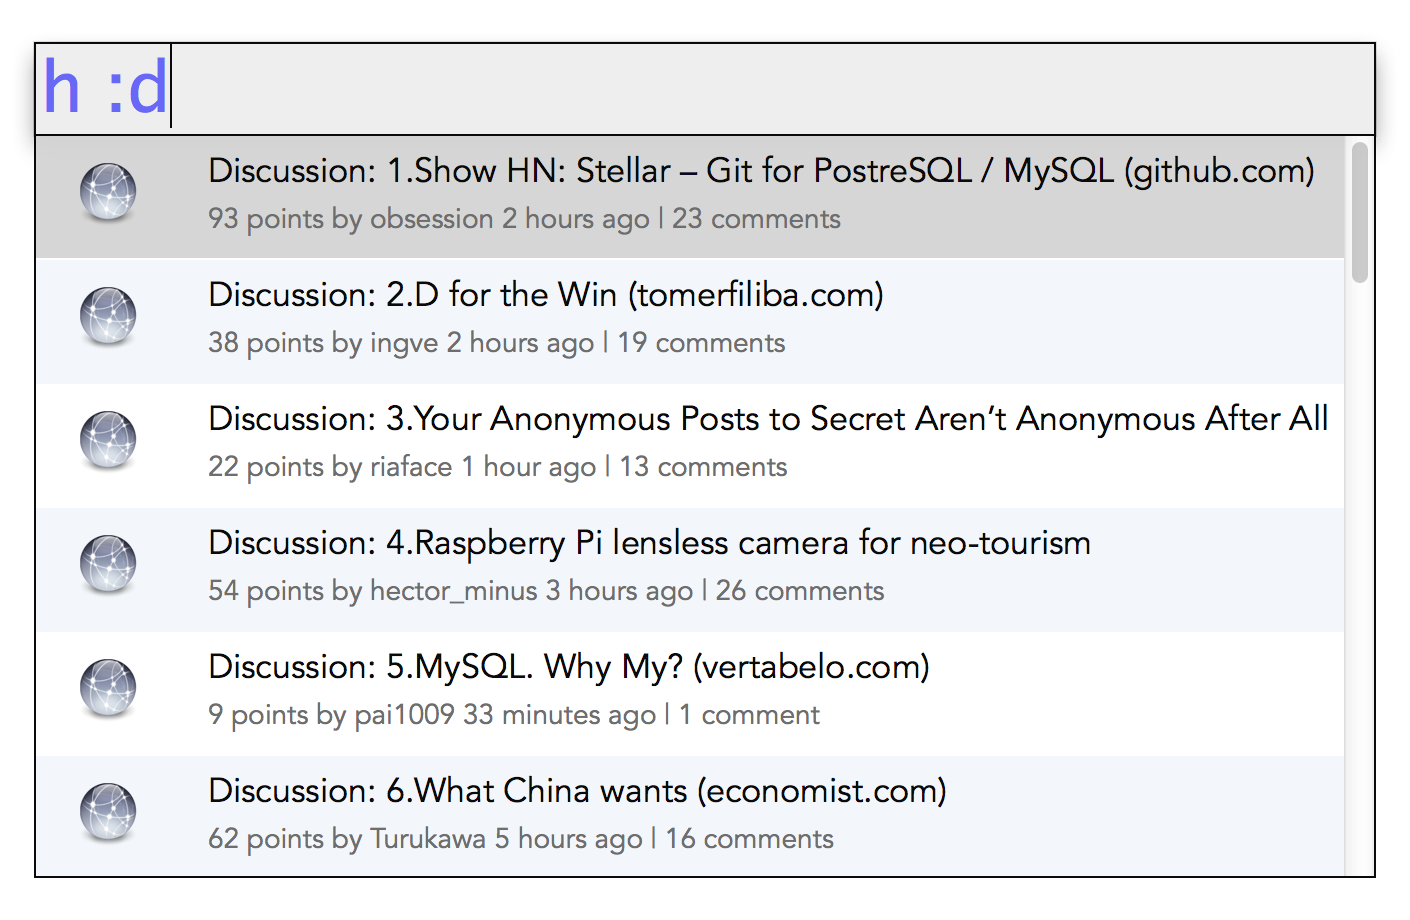 h :d
Discussion: 1.Show HN: Stellar – Git for PostreSQL / MySQL (github.com)
93 points by obsession 2 hours ago | 23 comments
Discussion: 2.D for the Win (tomerfiliba.com)
38 points by ingve 2 hours ago | 19 comments
Discussion: 3.Your Anonymous Posts to Secret Aren’t Anonymous After All
22 points by riaface 1 hour ago | 13 comments
Discussion: 4.Raspberry Pi lensless camera for neo-tourism
54 points by hector_minus 3 hours ago | 26 comments
Discussion: 5.MySQL. Why My? (vertabelo.com)
9 points by pai1009 33 minutes ago | 1 comment
Discussion: 6.What China wants (economist.com)
62 points by Turukawa 5 hours ago | 16 comments